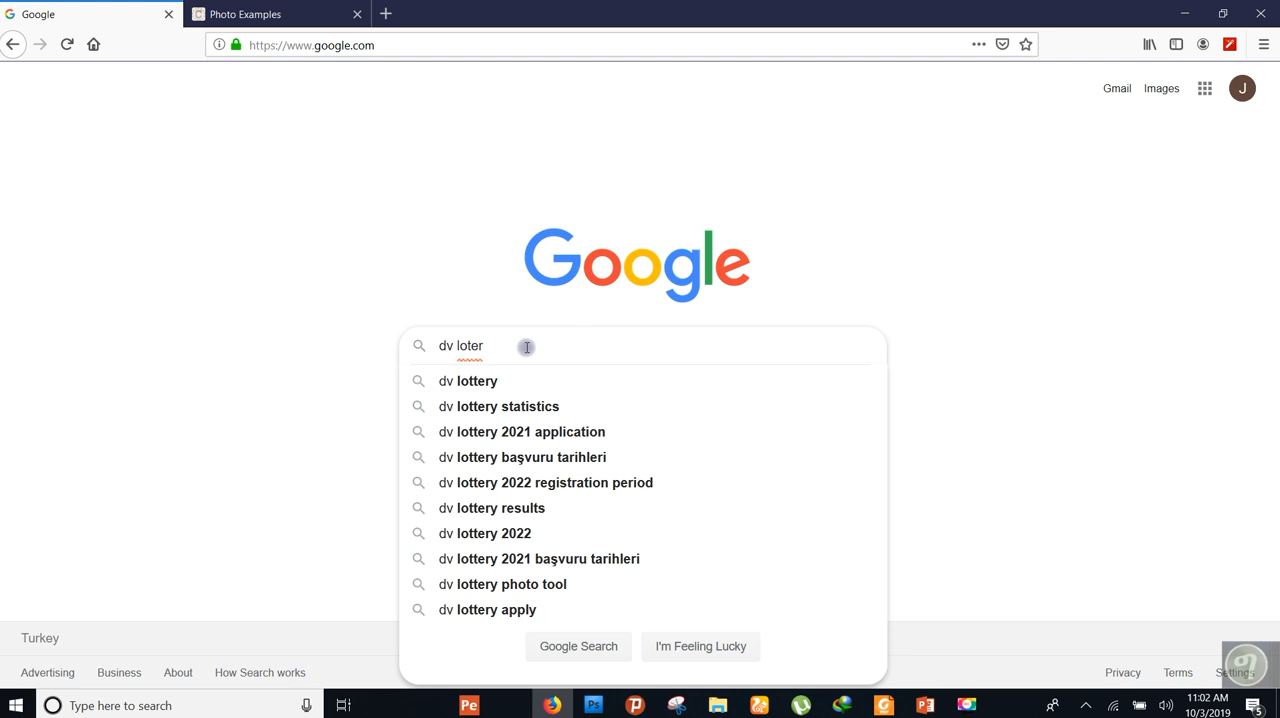 Google
Photo Examples
https://www.google.com
Gmail
Images
J
Google
dv loter
dv lottery
dv lottery statistics
dv lottery 2021 application
dv lottery başvuru tarihleri
dv lottery 2022 registration period
dv lottery results
dv lottery 2022
dv lottery 2021 başvuru tarihleri
dv lottery photo tool
dv lottery apply
Google Search
I'm Feeling Lucky
Turkey
Advertising
Business
About
How Search works
Privacy
Terms
Settings
Type here to search
Pe
Ps
11:02 AM
10/3/2019
5